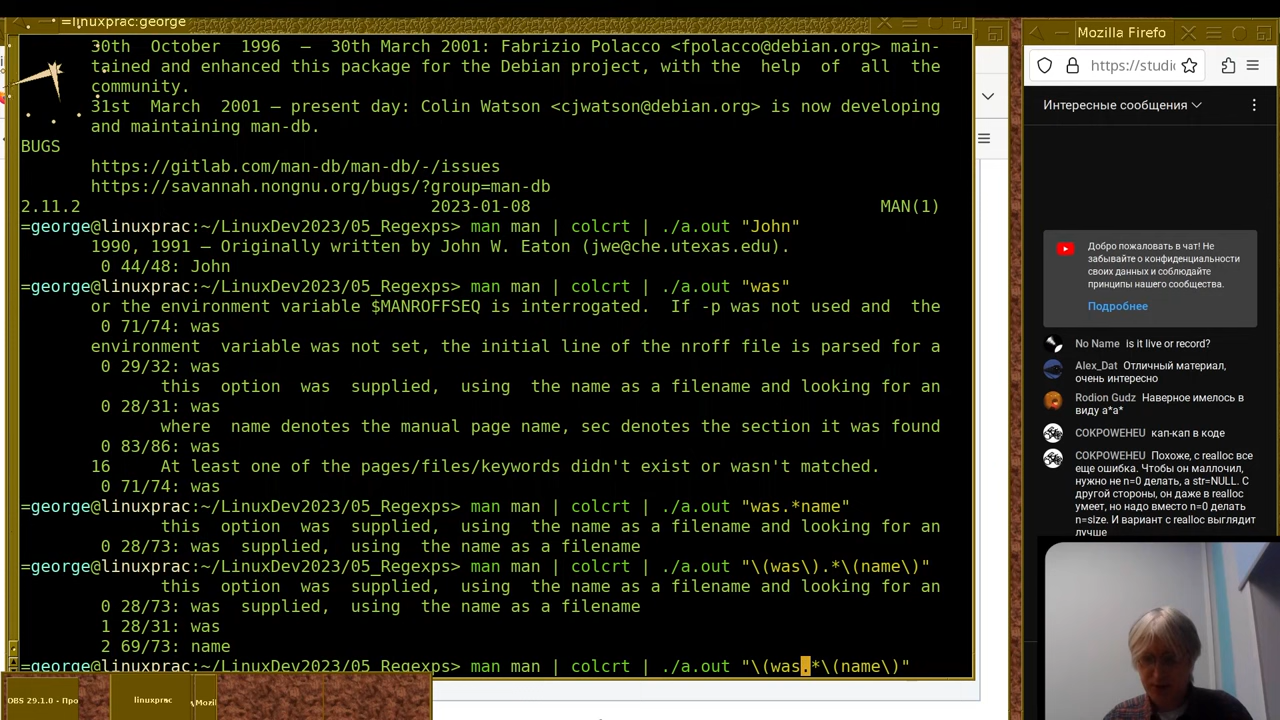 =linuxprac:george
30th October 1996 – 30th March 2001: Fabrizio Polacco <fpolacco@debian.org> main-
tained and enhanced this package for the Debian project, with the help of all the
community.
31st March 2001 – present day: Colin Watson <cjwatson@debian.org> is now developing
and maintaining man-db.
BUGS
https://gitlab.com/man-db/man-db/-/issues
https://savannah.nongnu.org/bugs/?group=man-db
2.11.2 2023-01-08 MAN(1)
=george@linuxprac:~/LinuxDev2023/05_Regexps> man man | colcrt | ./a.out "John"
1990, 1991 – Originally written by John W. Eaton (jwe@che.utexas.edu).
0 44/48: John
=george@linuxprac:~/LinuxDev2023/05_Regexps> man man | colcrt | ./a.out "was"
or the environment variable $MANROFFSEQ is interrogated. If -p was not used and the
0 71/74: was
environment variable was not set, the initial line of the nroff file is parsed for a
0 29/32: was
this option was supplied, using the name as a filename and looking for an
0 28/31: was
where name denotes the manual page name, sec denotes the section it was found
0 83/86: was
16 At least one of the pages/files/keywords didn't exist or wasn't matched.
0 71/74: was
=george@linuxprac:~/LinuxDev2023/05_Regexps> man man | colcrt | ./a.out "was.*name"
this option was supplied, using the name as a filename and looking for an
0 28/73: was supplied, using the name as a filename
=george@linuxprac:~/LinuxDev2023/05_Regexps> man man | colcrt | ./a.out "\(was\).*\(name\)"
this option was supplied, using the name as a filename and looking for an
0 28/73: was supplied, using the name as a filename
1 28/31: was
2 69/73: name
=george@linuxprac:~/LinuxDev2023/05_Regexps> man man | colcrt | ./a.out "\(was.*\(name\)"
DBS 29.1.0 - Про
linuxprac
Mozil
Mozilla Firefo
https://studi
Интересные сообщения
Добро пожаловать в чат! Не
забывайте о конфиденциальности
своих данных и соблюдайте
принципы нашего сообщества.
Подробнее
No Name is it live or record?
Alex_Dat Отличный материал,
очень интересно
Rodion Gudz Наверное имелось в
виду a*a*
COKPOWEHEU кап-кап в коде
COKPOWEHEU Похоже, с realloc все
еще ошибка. Чтобы он маллочил,
нужно не n=0 делать, а str=NULL. С
другой стороны, он даже в realloc
умеет, но надо вместо n=0 делать
n=size. И вариант с realloc выглядит
лучше